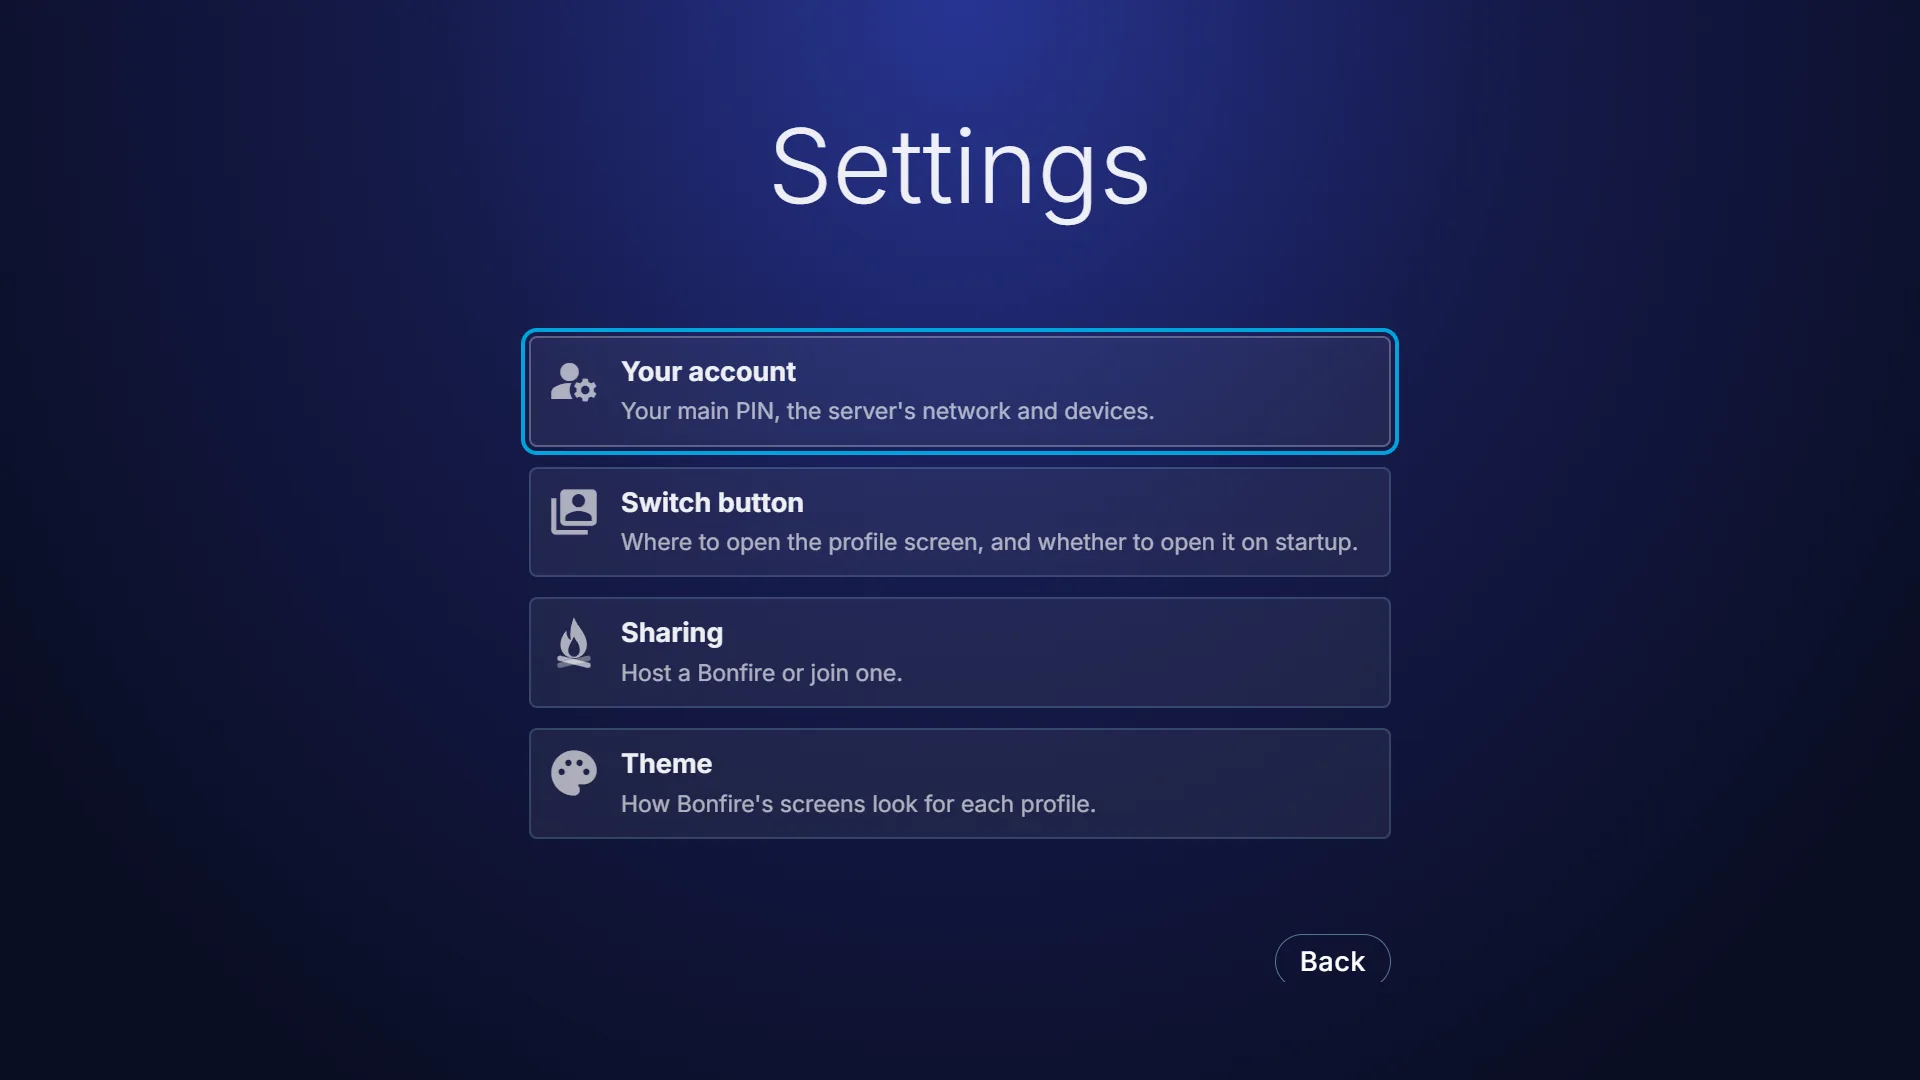 Settings
Your account
Your main PIN, the server's network and devices.
Switch button
Where to open the profile screen, and whether to open it on startup.
Sharing
Host a Bonfire or join one.
Theme
How Bonfire's screens look for each profile.
Back